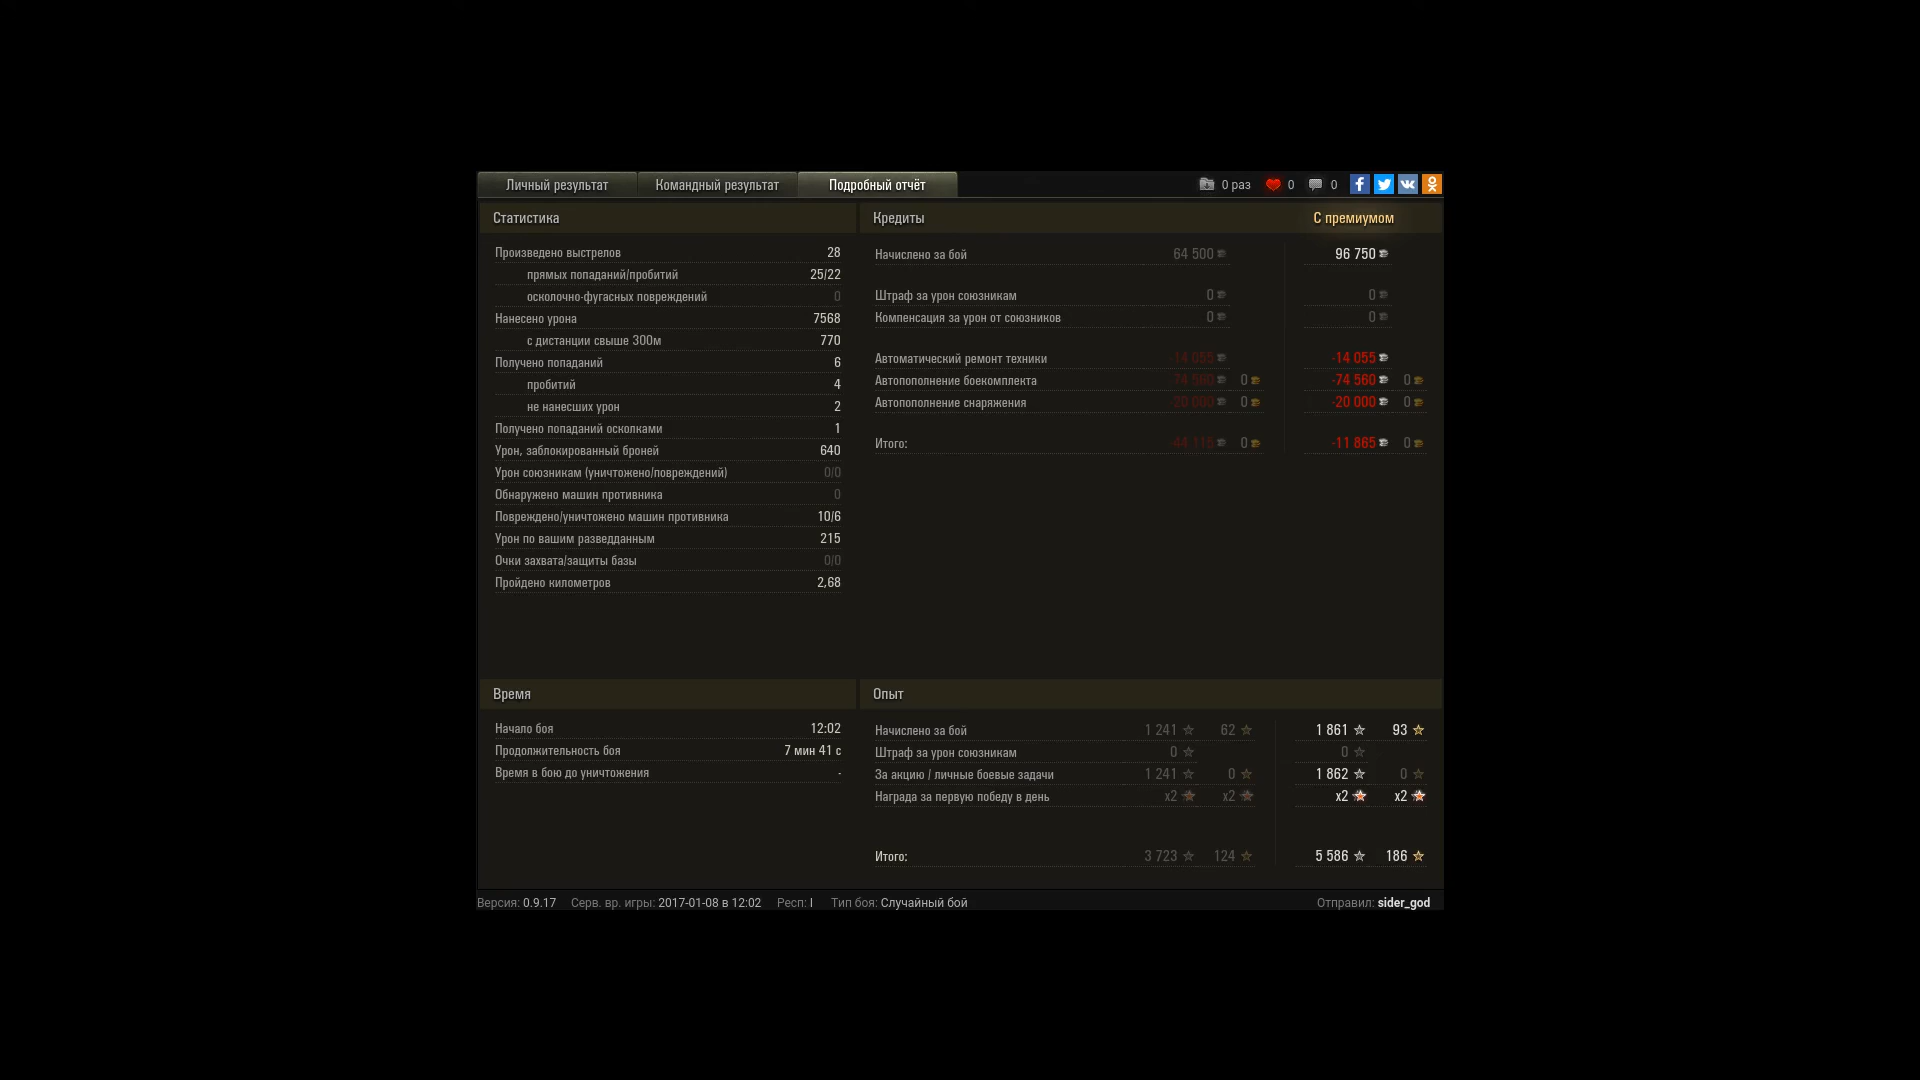 Личный результат Командный результат Подробный отчёт 0 раз 0 0
Статистика
Произведено выстрелов 28
прямых попаданий/пробитий 25/22
осколочно-фугасных повреждений 0
Нанесено урона 7568
с дистанции свыше 300м 770
Получено попаданий 6
пробитий 4
не нанесших урон 2
Получено попаданий осколками 1
Урон, заблокированный броней 640
Урон союзникам (уничтожено/повреждений) 0/0
Обнаружено машин противника 0
Повреждено/уничтожено машин противника 10/6
Урон по вашим разведданным 215
Очки захвата/защиты базы 0/0
Пройдено километров 2,68
Кредиты С премиумом
Начислено за бой 64 500 96 750
Штраф за урон союзникам 0 0
Компенсация за урон от союзников 0 0
Автоматический ремонт техники -14 055 -14 055
Автопополнение боекомплекта -74 560 0 -74 560 0
Автопополнение снаряжения -20 000 0 -20 000 0
Итого: -44 115 0 -11 865 0
Время
Начало боя 12:02
Продолжительность боя 7 мин 41 с
Время в бою до уничтожения -
Опыт
Начислено за бой 1 241 62 1 861 93
Штраф за урон союзникам 0 0
За акцию / личные боевые задачи 1 241 0 1 862 0
Награда за первую победу в день x2 x2 x2 x2
Итого: 3 723 124 5 586 186
Версия: 0.9.17 Серв. вр. игры: 2017-01-08 в 12:02 Респ: I Тип боя: Случайный бой Отправил: sider_god